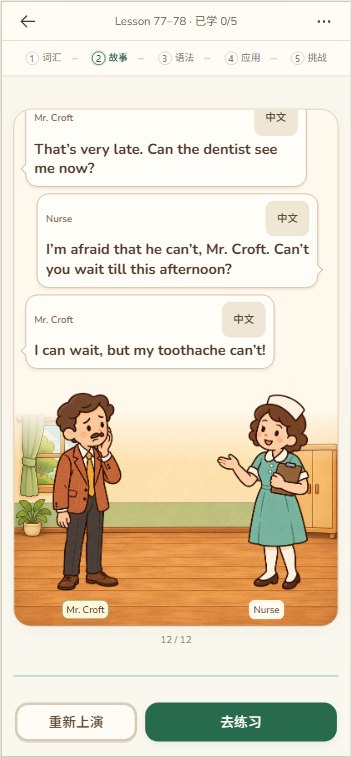 Lesson 77–78 · 已学 0/5
1 词汇 – 2 故事 – 3 语法 – 4 应用 – 5 挑战
Mr. Croft
中文
That’s very late. Can the dentist see
me now?
Nurse
中文
I’m afraid that he can’t, Mr. Croft. Can’t
you wait till this afternoon?
Mr. Croft
中文
I can wait, but my toothache can’t!
Mr. Croft
Nurse
12 / 12
重新上演
去练习